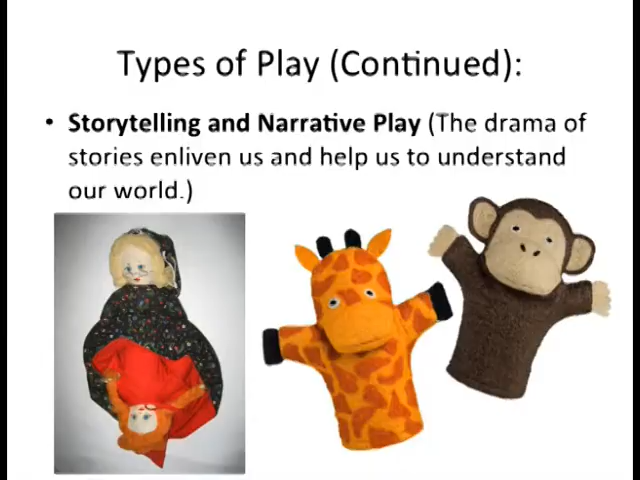 Types of Play (Continued):
• Storytelling and Narrative Play (The drama of
stories enliven us and help us to understand
our world.)